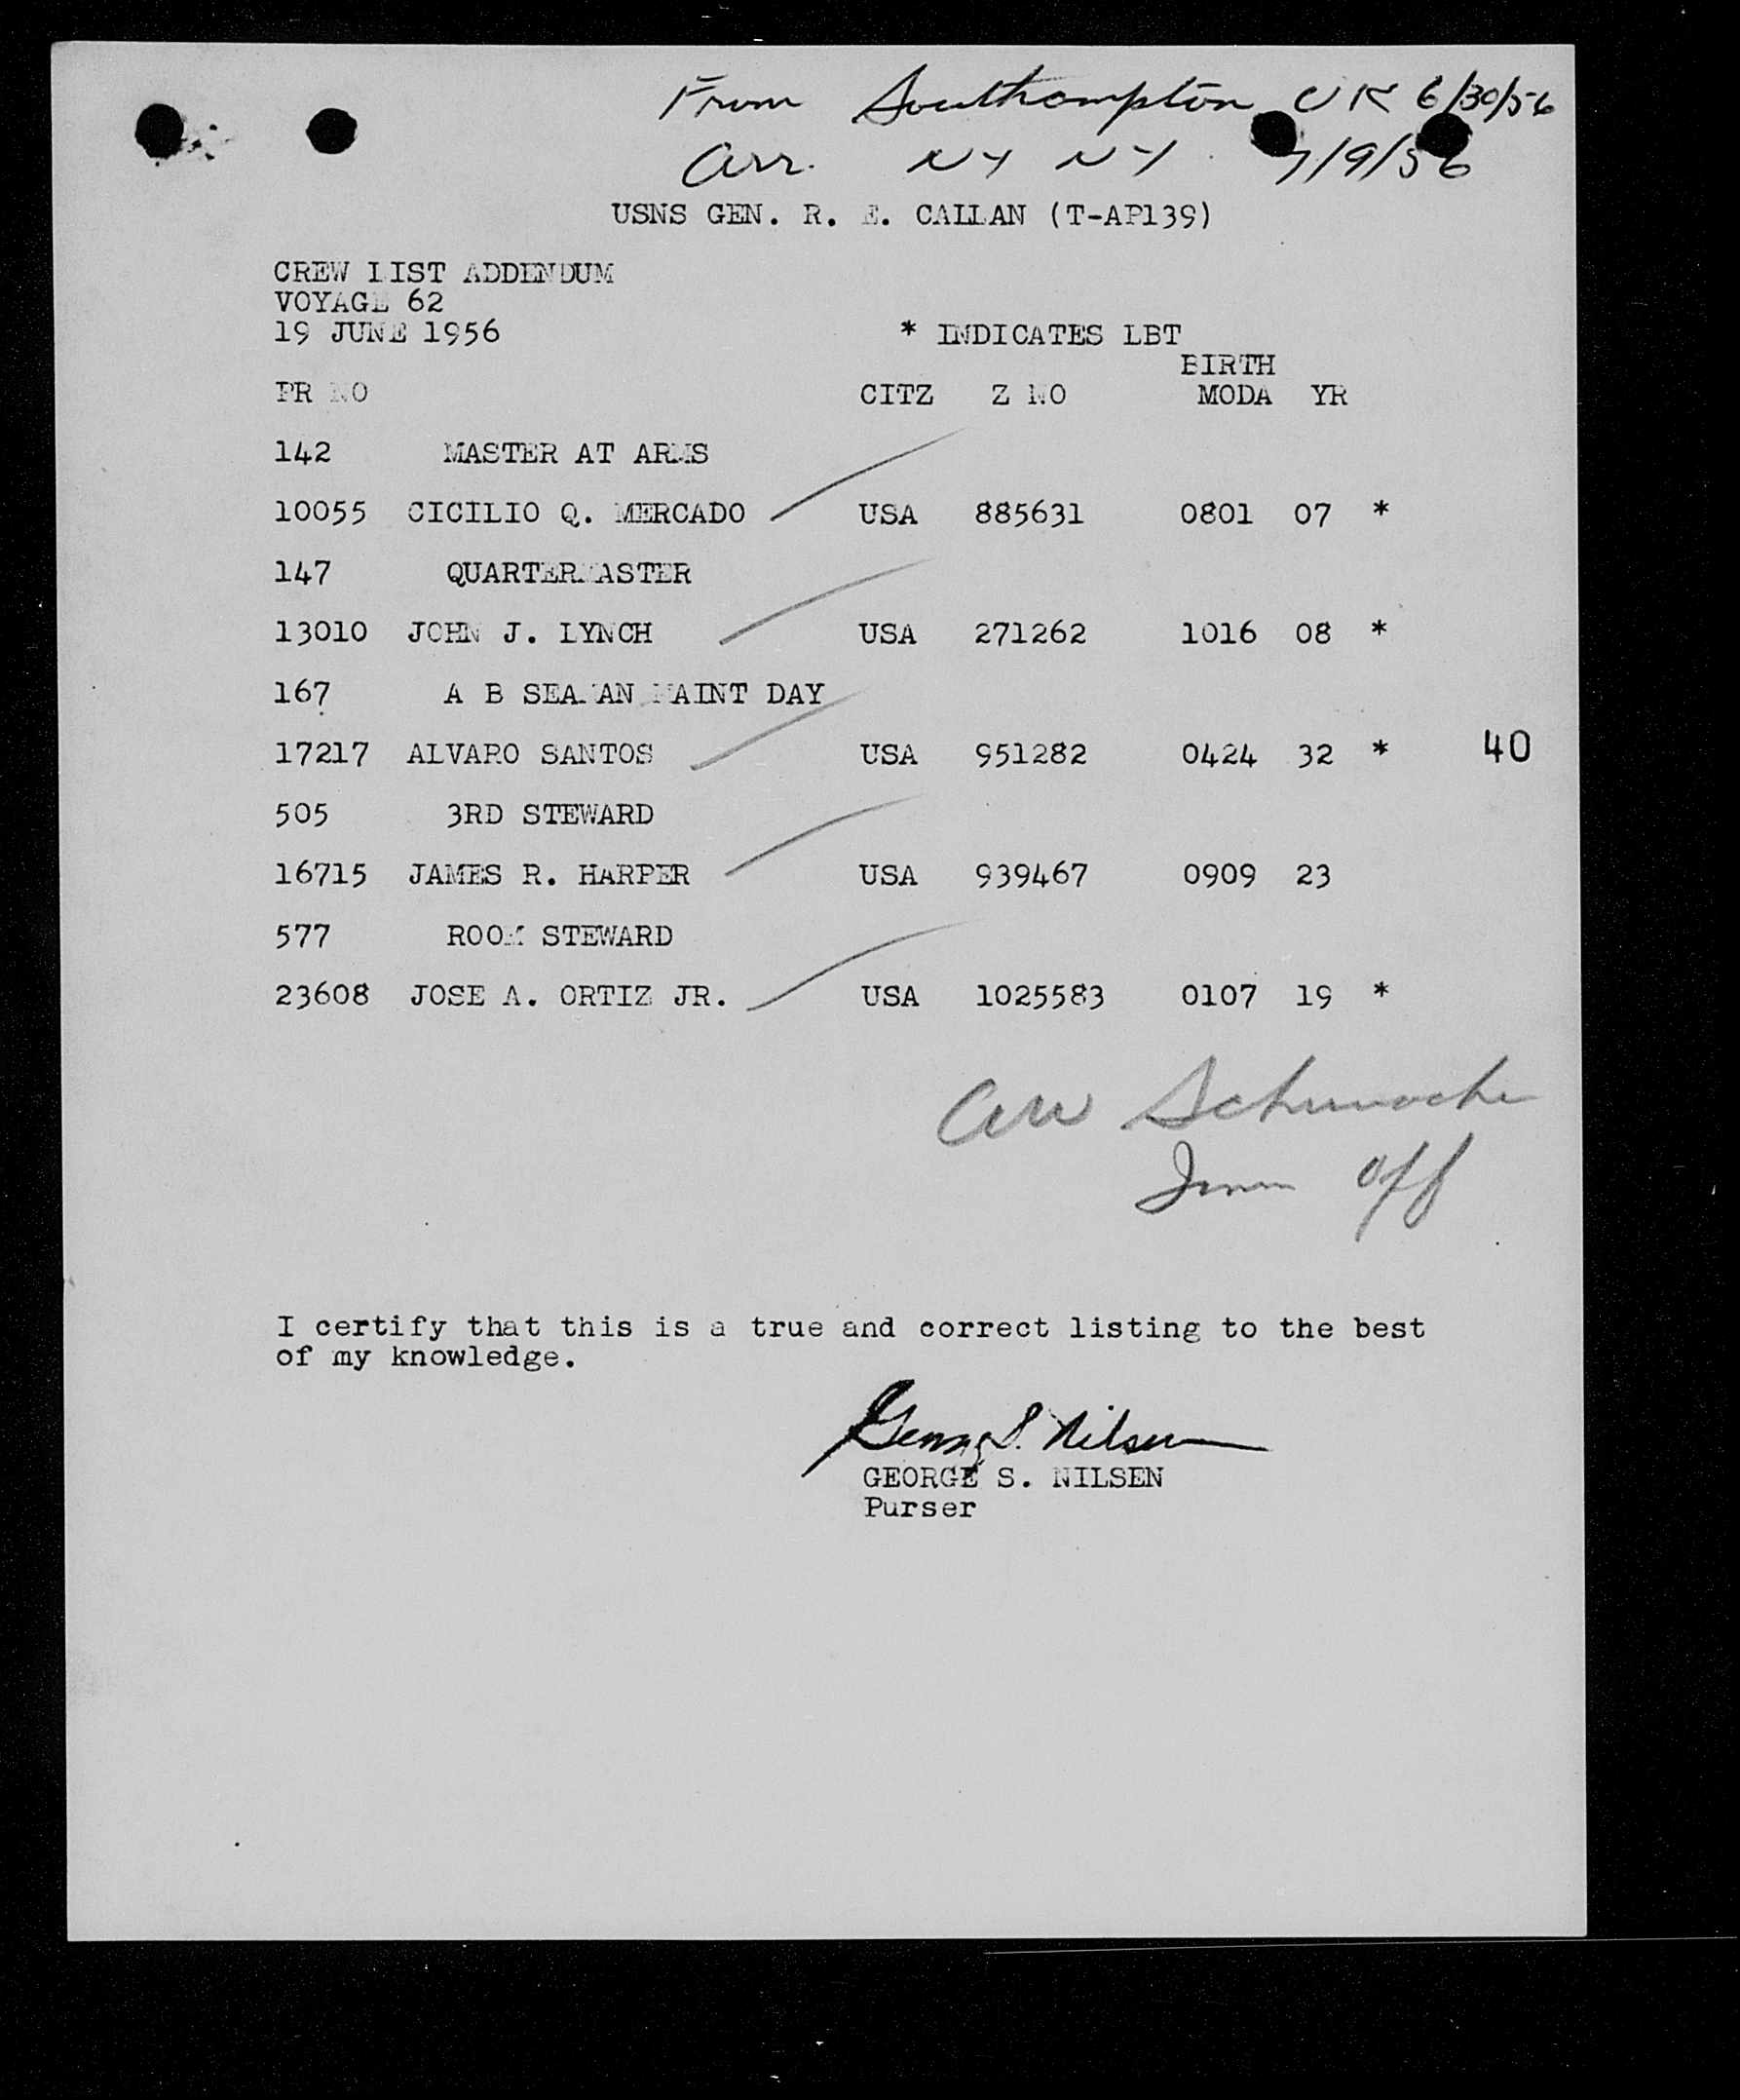 From Southampton UK 6/30/56
Arr. NY NY 7/9/56
USNS GEN. R. E. CALLAN (T-AP139)
CREW LIST ADDENDUM
VOYAGE 62
19 JUNE 1956 * INDICATES LBT
BIRTH
PR NO CITZ Z NO MODA YR
142 MASTER AT ARMS
10055 CICILIO Q. MERCADO USA 885631 0801 07 *
147 QUARTERMASTER
13010 JOHN J. LYNCH USA 271262 1016 08 *
167 A B SEAMAN MAINT DAY
17217 ALVARO SANTOS USA 951282 0424 32 * 40
505 3RD STEWARD
16715 JAMES R. HARPER USA 939467 0909 23
577 ROOM STEWARD
23608 JOSE A. ORTIZ JR. USA 1025583 0107 19 *
Imm Off
I certify that this is a true and correct listing to the best
of my knowledge.
George S. Nilsen
GEORGE S. NILSEN
Purser